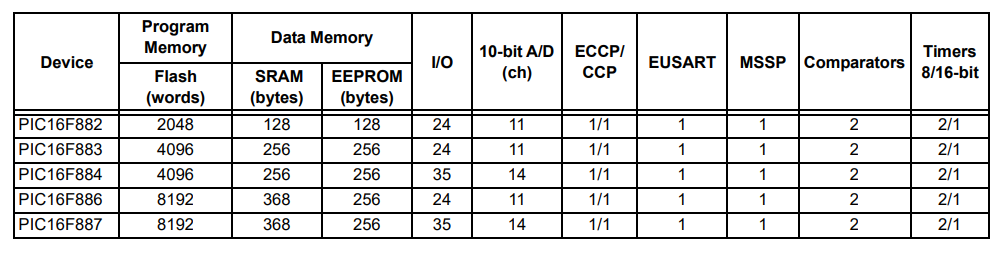 Device Program Memory Data Memory I/O 10-bit A/D (ch) ECCP/ CCP EUSART MSSP Comparators Timers 8/16-bit
Flash (words) SRAM (bytes) EEPROM (bytes)
PIC16F882 2048 128 128 24 11 1/1 1 1 2 2/1
PIC16F883 4096 256 256 24 11 1/1 1 1 2 2/1
PIC16F884 4096 256 256 35 14 1/1 1 1 2 2/1
PIC16F886 8192 368 256 24 11 1/1 1 1 2 2/1
PIC16F887 8192 368 256 35 14 1/1 1 1 2 2/1